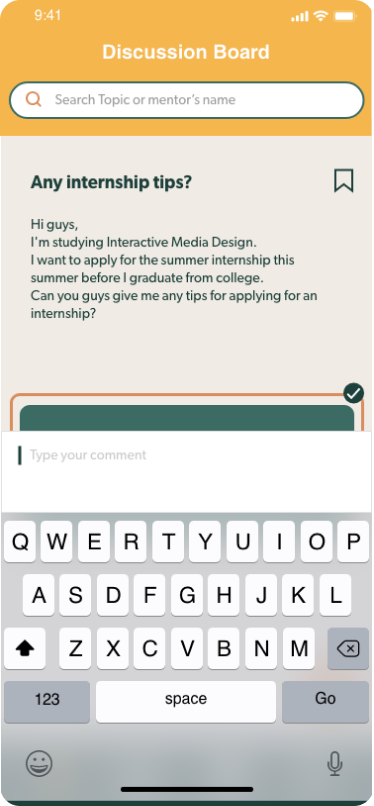 9:41
Discussion Board
Search Topic or mentor's name
Any internship tips?
Hi guys,
I'm studying Interactive Media Design.
I want to apply for the summer internship this
summer before I graduate from college.
Can you guys give me any tips for applying for an
internship?
Type your comment
Q W E R T Y U I O P
A S D F G H J K L
Z X C V B N M
123 space Go